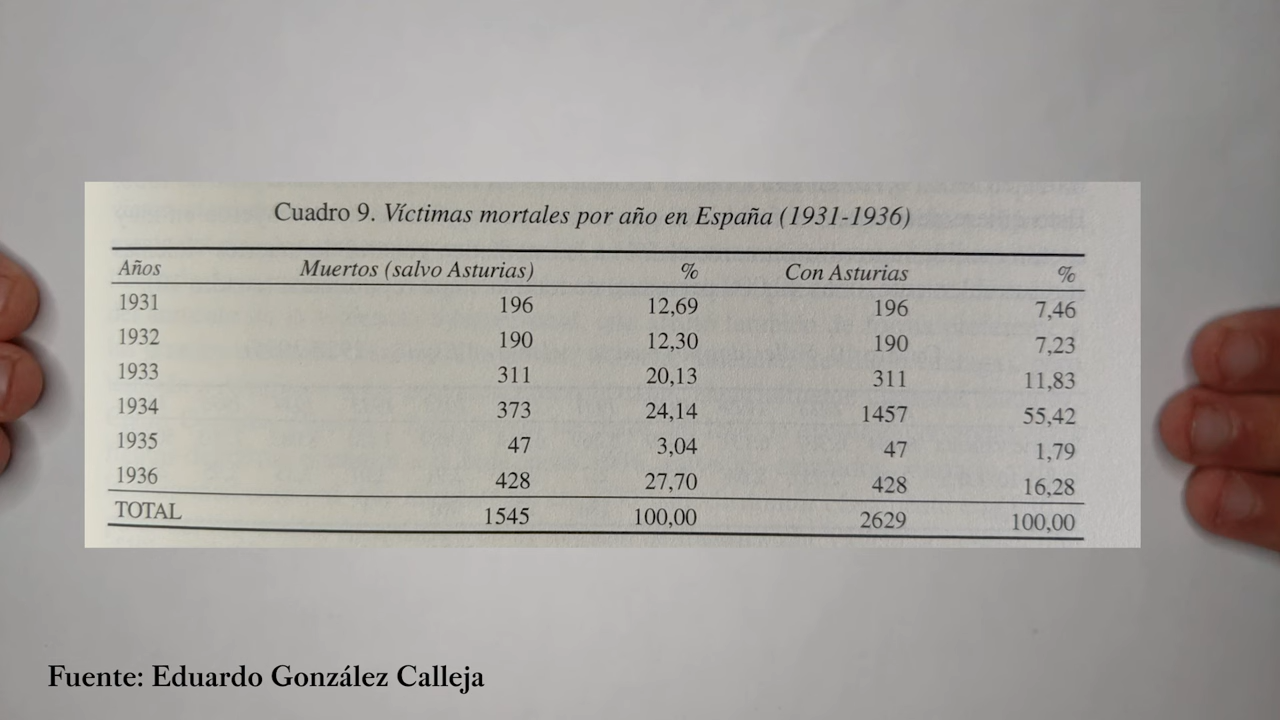 Cuadro 9. Víctimas mortales por año en España (1931-1936)
Años Muertos (salvo Asturias) % Con Asturias %
1931 196 12,69 196 7,46
1932 190 12,30 190 7,23
1933 311 20,13 311 11,83
1934 373 24,14 1457 55,42
1935 47 3,04 47 1,79
1936 428 27,70 428 16,28
TOTAL 1545 100,00 2629 100,00
Fuente: Eduardo González Calleja